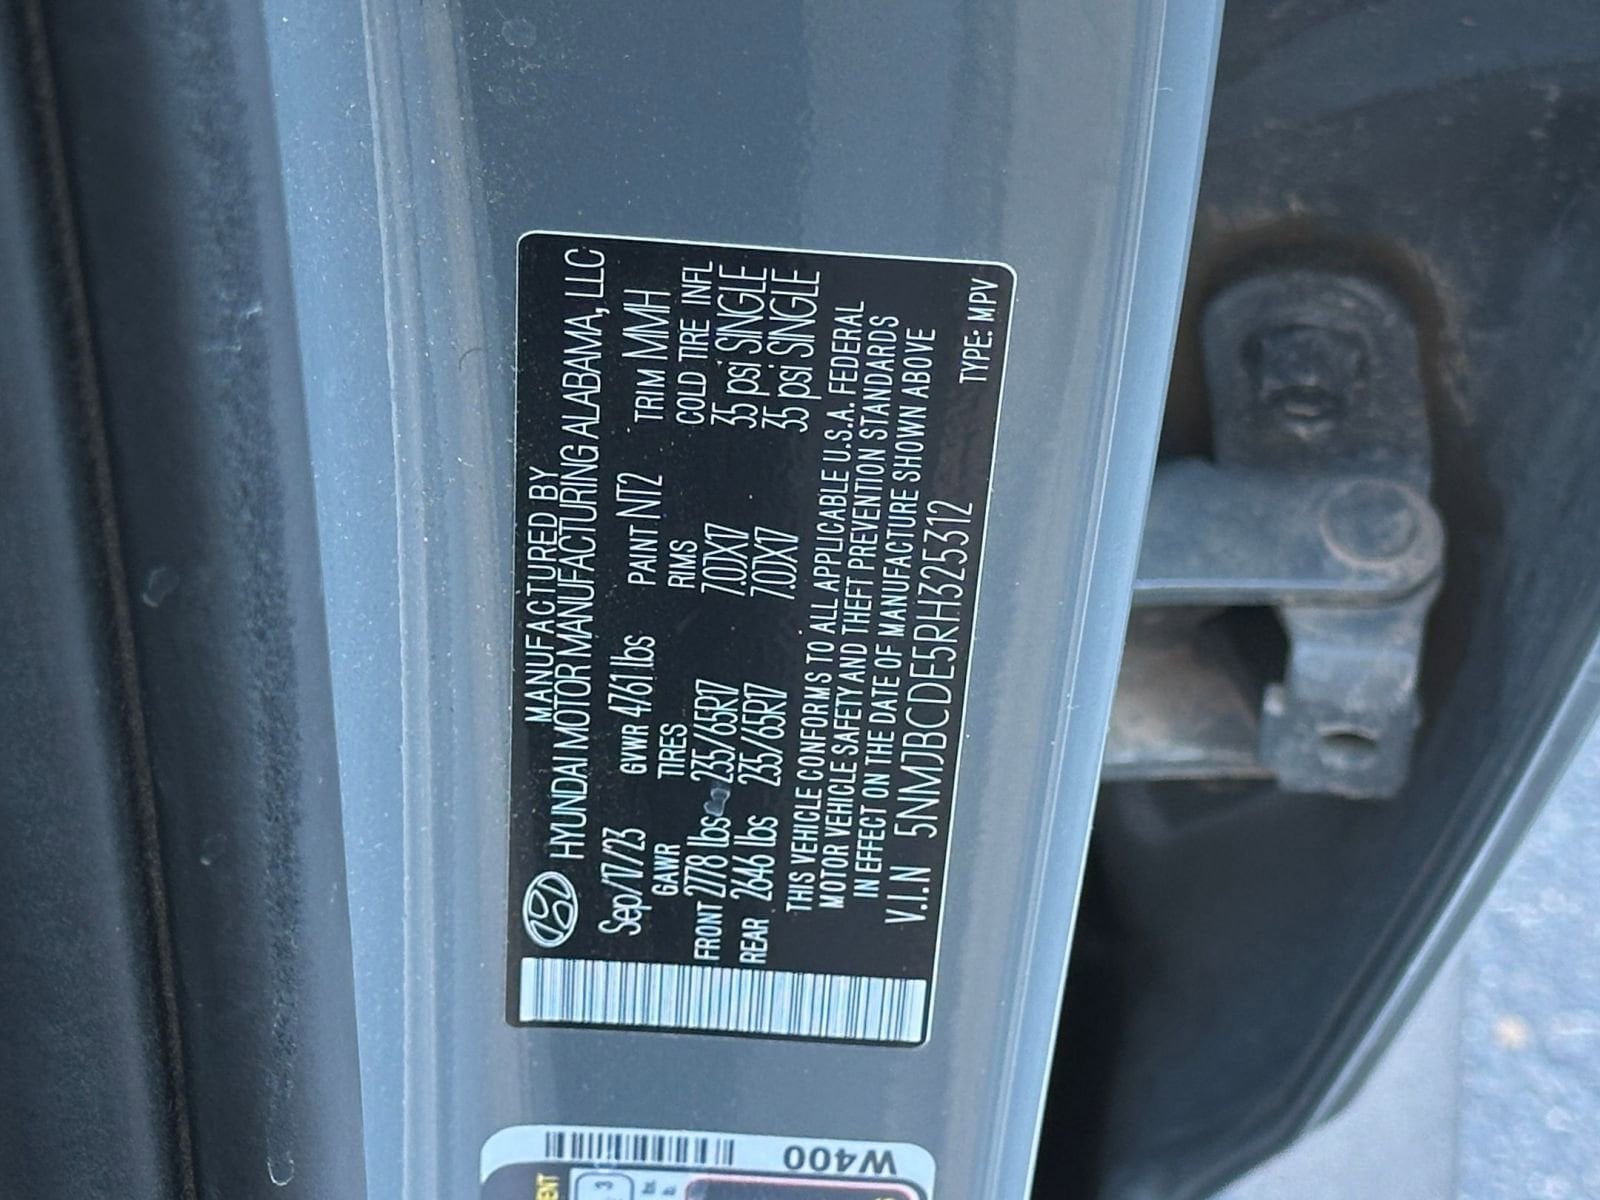 MANUFACTURED BY
HYUNDAI MOTOR MANUFACTURING ALABAMA, LLC
Sep/17/23 GVWR 4761 lbs PAINT NT2 TRIM MMH
GAWR TIRES RIMS COLD TIRE INFL
FRONT 2778 lbs 235/65R17 7.0JX17 35 psi SINGLE
REAR 2646 lbs 235/65R17 7.0JX17 35 psi SINGLE
THIS VEHICLE CONFORMS TO ALL APPLICABLE U.S.A. FEDERAL
MOTOR VEHICLE SAFETY AND THEFT PREVENTION STANDARDS
IN EFFECT ON THE DATE OF MANUFACTURE SHOWN ABOVE
V.I.N 5NMJBCDE5RH325312
TYPE: MPV
W400